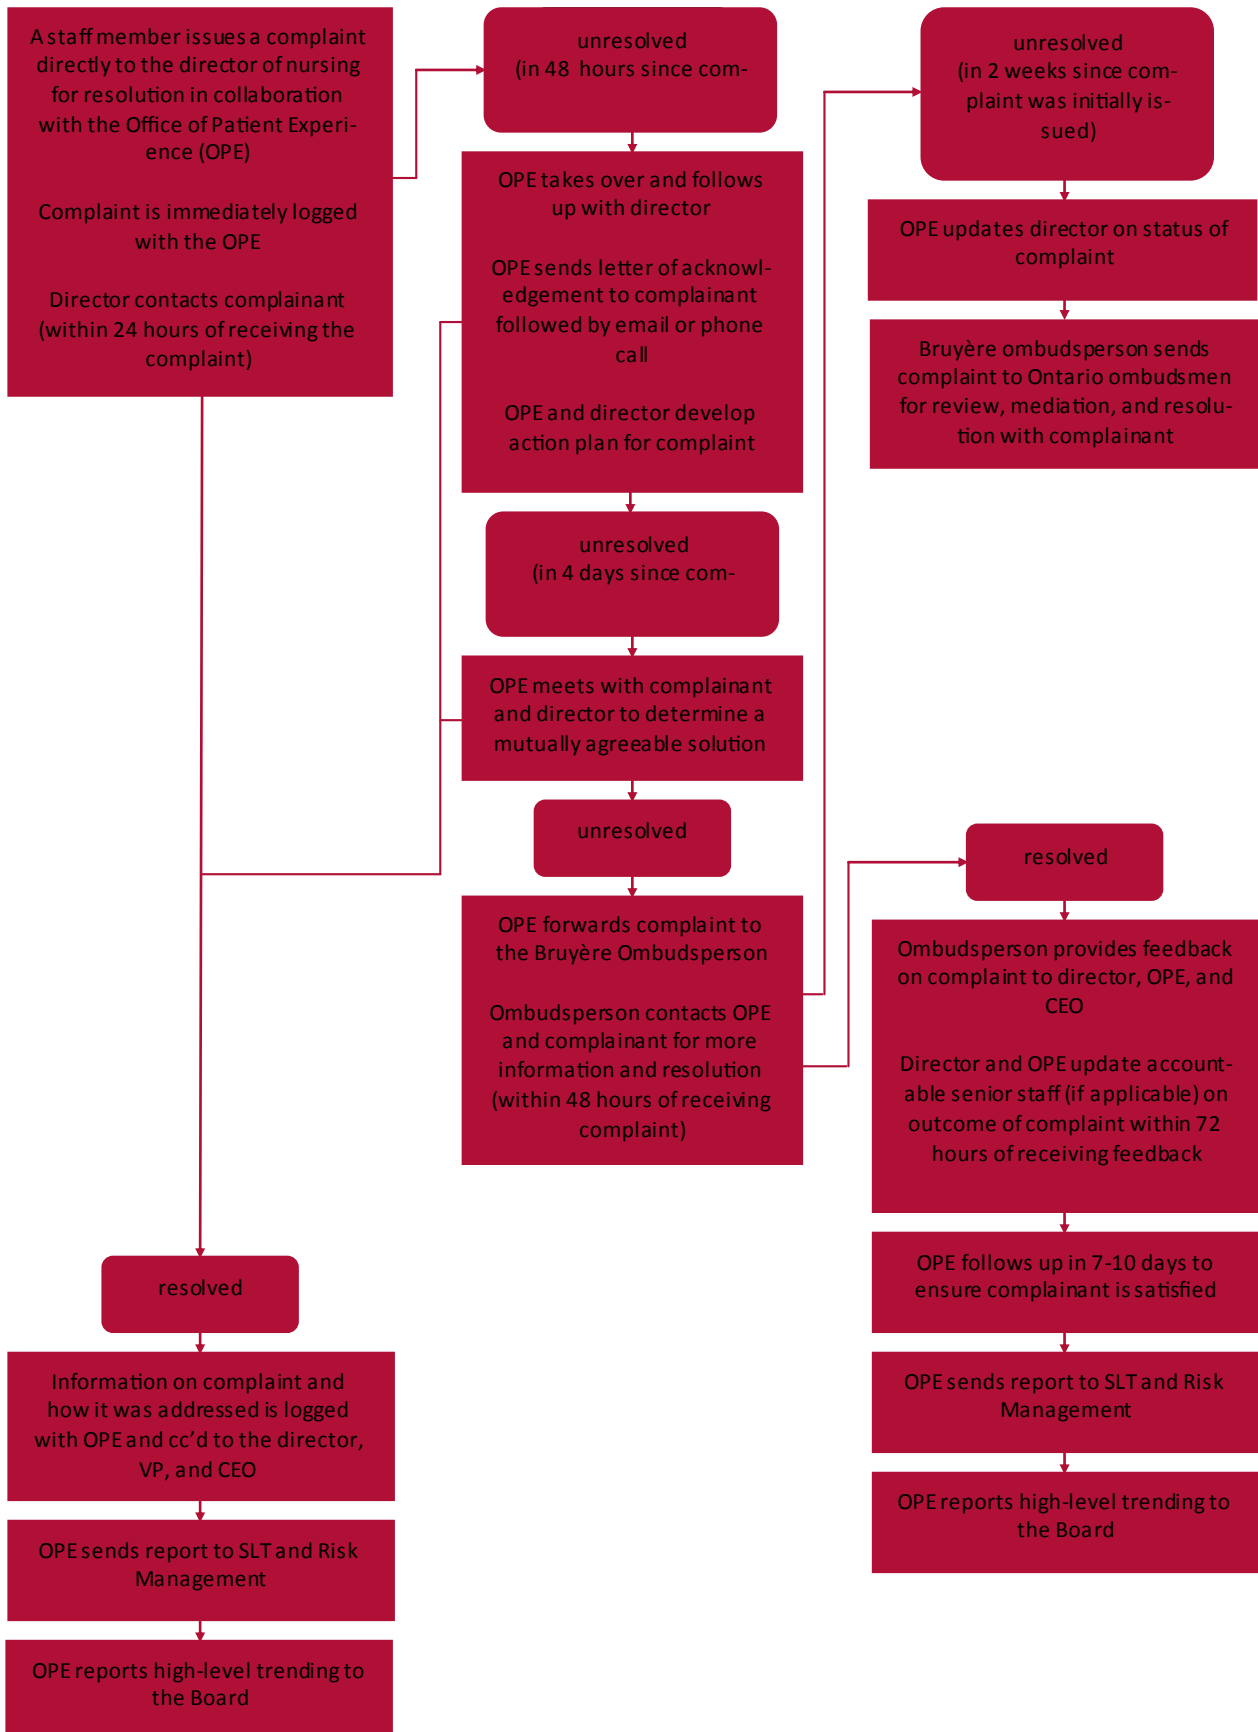 A staff member issues a complaint
directly to the director of nursing
for resolution in collaboration
with the Office of Patient Experi-
ence (OPE)
Complaint is immediately logged
with the OPE
Director contacts complainant
(within 24 hours of receiving the
complaint)
unresolved
(in 48 hours since com-
OPE takes over and follows
up with director
OPE sends letter of acknowl-
edgement to complainant
followed by email or phone
call
OPE and director develop
action plan for complaint
unresolved
(in 4 days since com-
OPE meets with complainant
and director to determine a
mutually agreeable solution
unresolved
OPE forwards complaint to
the Bruyère Ombudsperson
Ombudsperson contacts OPE
and complainant for more
information and resolution
(within 48 hours of receiving
complaint)
unresolved
(in 2 weeks since com-
plaint was initially is-
sued)
OPE updates director on status of
complaint
Bruyère ombudsperson sends
complaint to Ontario ombudsmen
for review, mediation, and resolu-
tion with complainant
resolved
Ombudsperson provides feedback
on complaint to director, OPE, and
CEO
Director and OPE update account-
able senior staff (if applicable) on
outcome of complaint within 72
hours of receiving feedback
OPE follows up in 7-10 days to
ensure complainant is satisfied
OPE sends report to SLT and Risk
Management
OPE reports high-level trending to
the Board
resolved
Information on complaint and
how it was addressed is logged
with OPE and cc’d to the director,
VP, and CEO
OPE sends report to SLT and Risk
Management
OPE reports high-level trending to
the Board